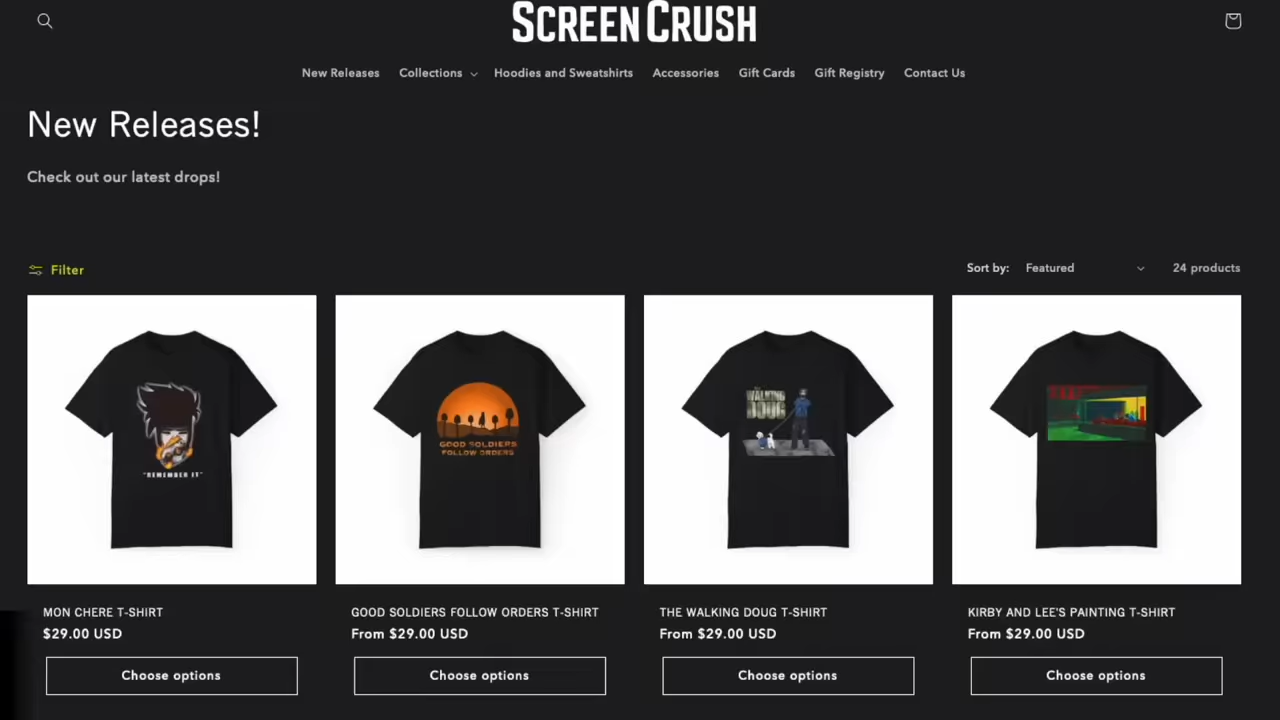 SCREEN CRUSH
New Releases Collections Hoodies and Sweatshirts Accessories Gift Cards Gift Registry Contact Us
New Releases!
Check out our latest drops!
Filter
Sort by: Featured 24 products
"REMEMBER IT"
GOOD SOLDIERS
FOLLOW ORDERS
THE
WALKING
DOUG
MON CHERE T-SHIRT
$29.00 USD
Choose options
GOOD SOLDIERS FOLLOW ORDERS T-SHIRT
From $29.00 USD
Choose options
THE WALKING DOUG T-SHIRT
From $29.00 USD
Choose options
KIRBY AND LEE'S PAINTING T-SHIRT
From $29.00 USD
Choose options